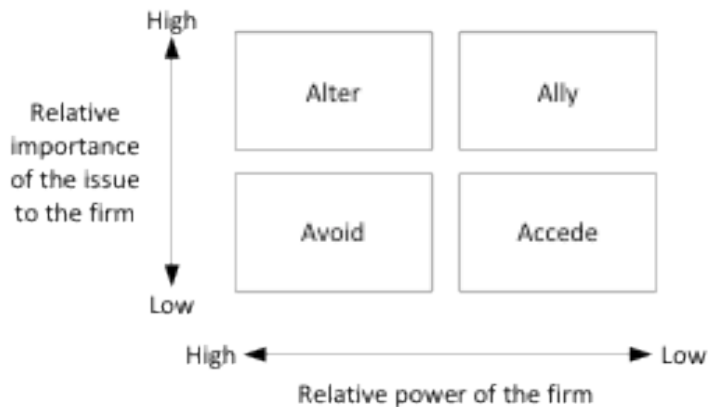 High
Alter
Ally
Relative
importance
of the issue
to the firm
Avoid
Accede
Low
High
Low
Relative power of the firm